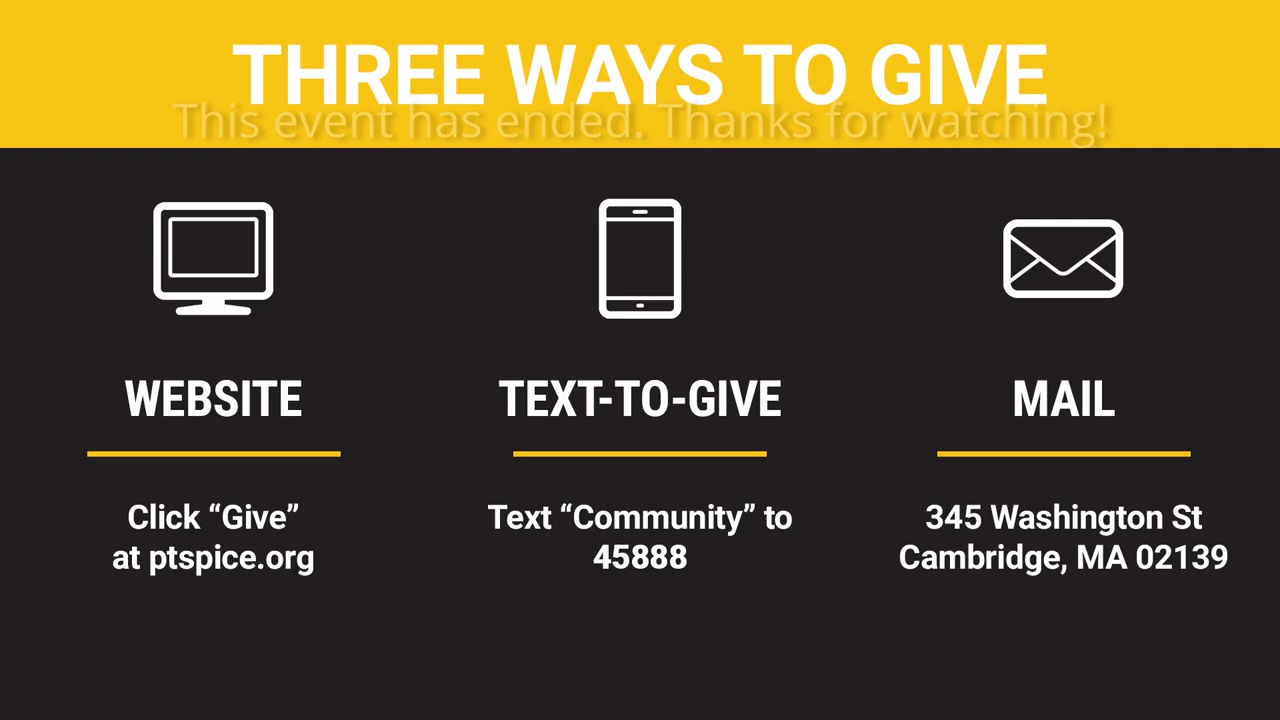 THREE WAYS TO GIVE
This event has ended. Thanks for watching!
WEBSITE
Click “Give”
at ptspice.org
TEXT-TO-GIVE
Text “Community” to
45888
MAIL
345 Washington St
Cambridge, MA 02139